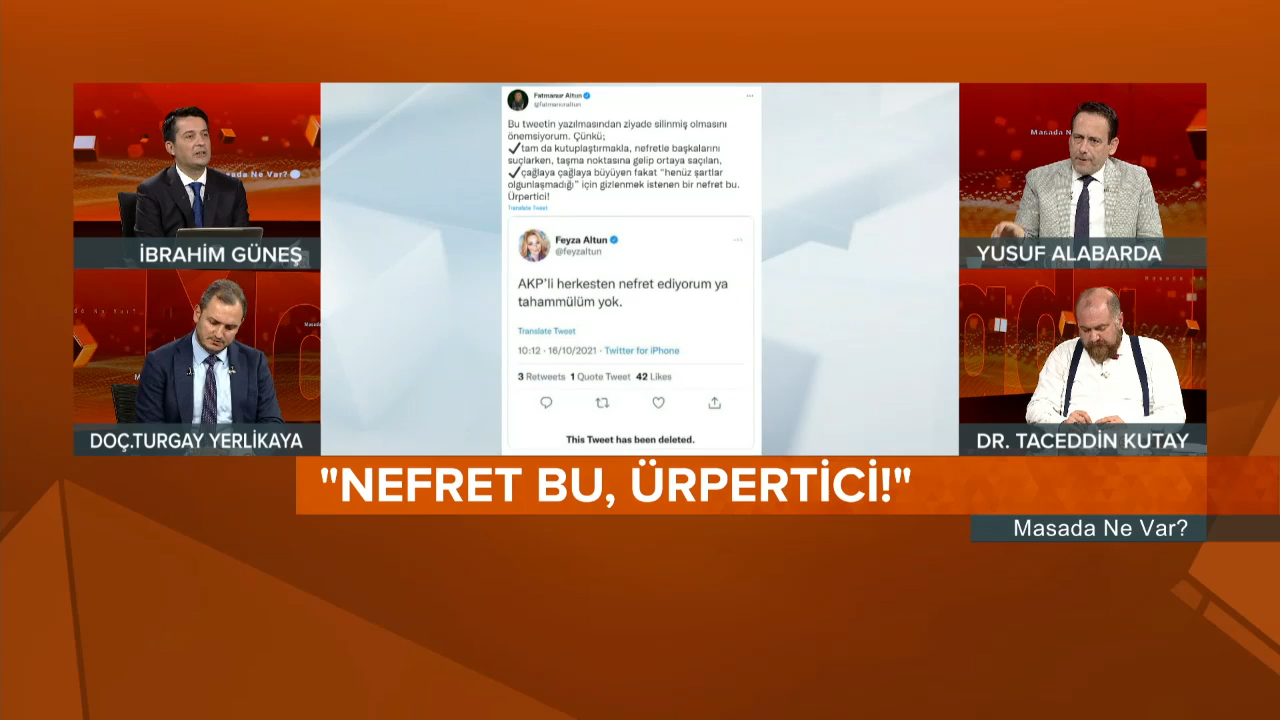 Fatmanur Altun
@fatmanuraltun
Bu tweetin yazılmasından ziyade silinmiş olmasını
önemsiyorum. Çünkü;
✔tam da kutuplaştırmakla, nefretle başkalarını
suçlarken, taşma noktasına gelip ortaya saçılan,
✔çağlaya çağlaya büyüyen fakat "henüz şartlar
olgunlaşmadığı" için gizlenmek istenen bir nefret bu.
Ürpertici!
Translate Tweet
Feyza Altun
@feyzaltun
AKP'li herkesten nefret ediyorum ya
tahammülüm yok.
Translate Tweet
10:12 · 16/10/2021 · Twitter for iPhone
3 Retweets 1 Quote Tweet 42 Likes
This Tweet has been deleted.
sada Ne Var?
İBRAHİM GÜNEŞ
Masada N
YUSUF ALABARDA
DOÇ.TURGAY YERLİKAYA
DR. TACEDDİN KUTAY
"NEFRET BU, ÜRPERTİCİ!"
Masada Ne Var?